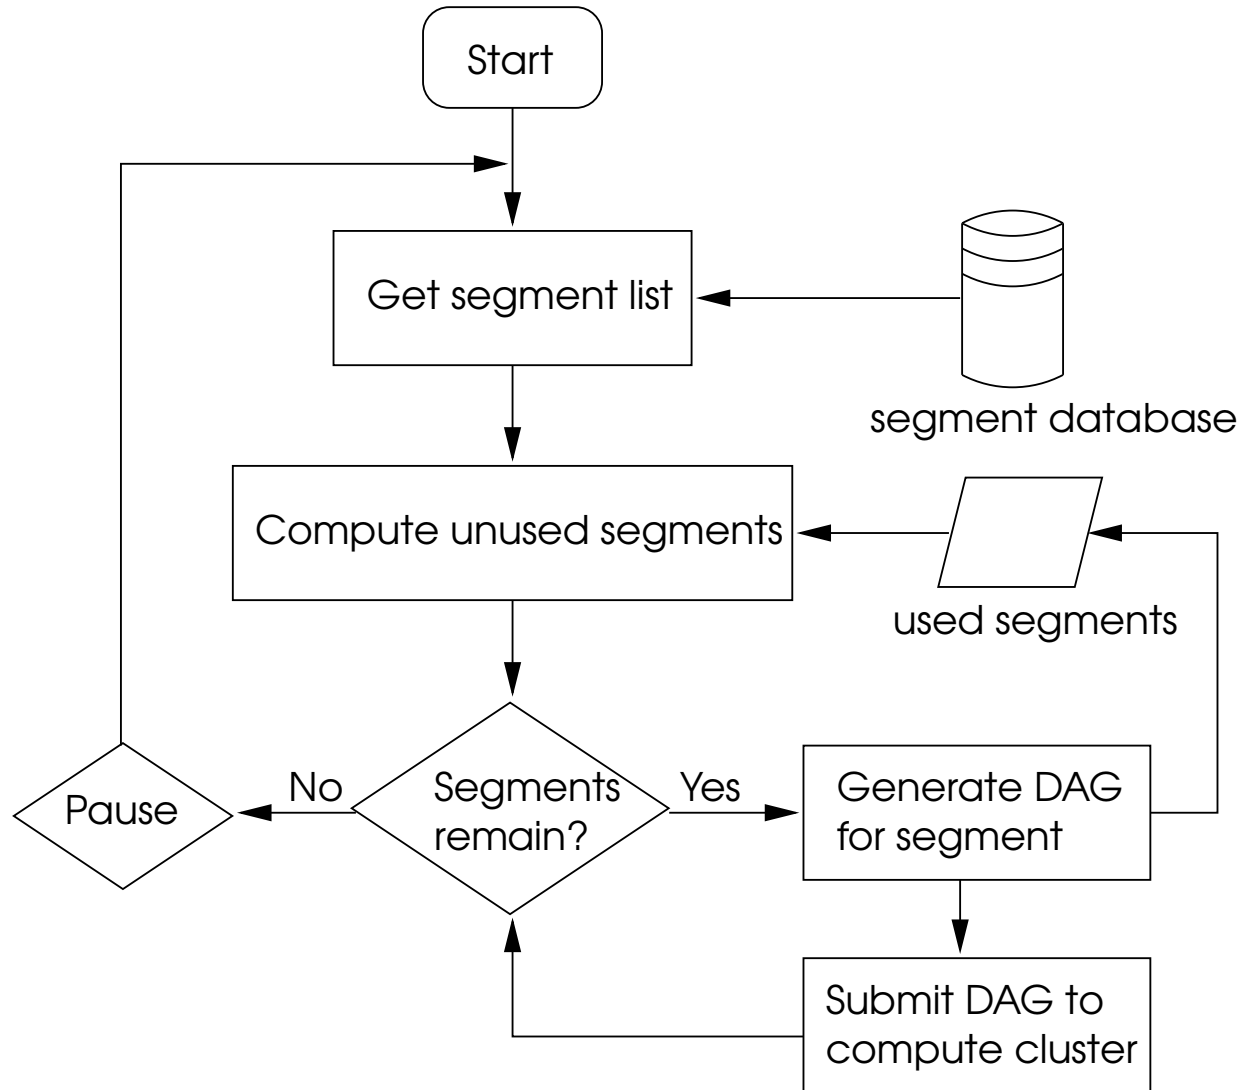 Start
Get segment list
segment database
Compute unused segments
used segments
No
Segments
remain?
Yes
Pause
Generate DAG
for segment
Submit DAG to
compute cluster